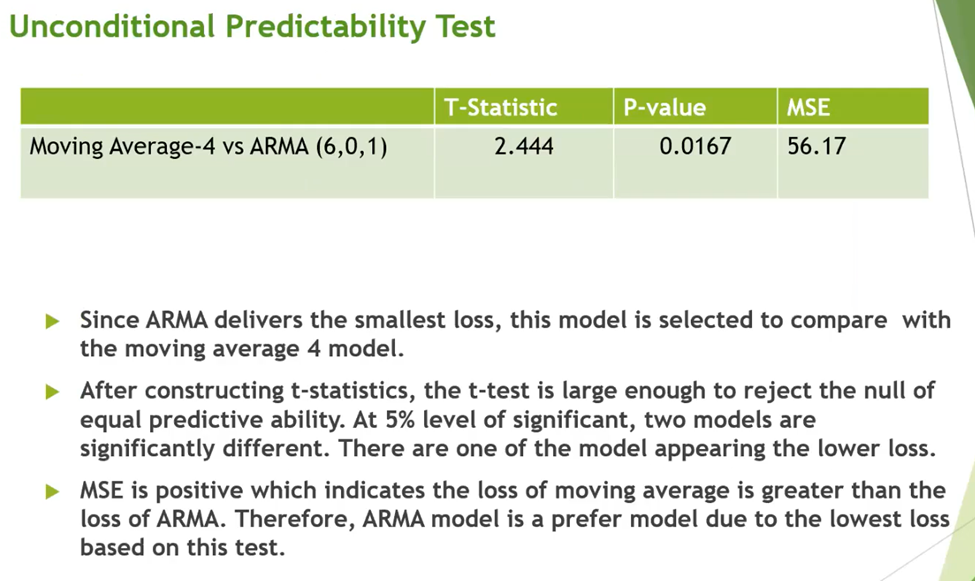 Unconditional Predictability Test
T-Statistic P-value MSE
Moving Average-4 vs ARMA (6,0,1) 2.444 0.0167 56.17
Since ARMA delivers the smallest loss, this model is selected to compare with
the moving average 4 model.
After constructing t-statistics, the t-test is large enough to reject the null of
equal predictive ability. At 5% level of significant, two models are
significantly different. There are one of the model appearing the lower loss.
MSE is positive which indicates the loss of moving average is greater than the
loss of ARMA. Therefore, ARMA model is a prefer model due to the lowest loss
based on this test.